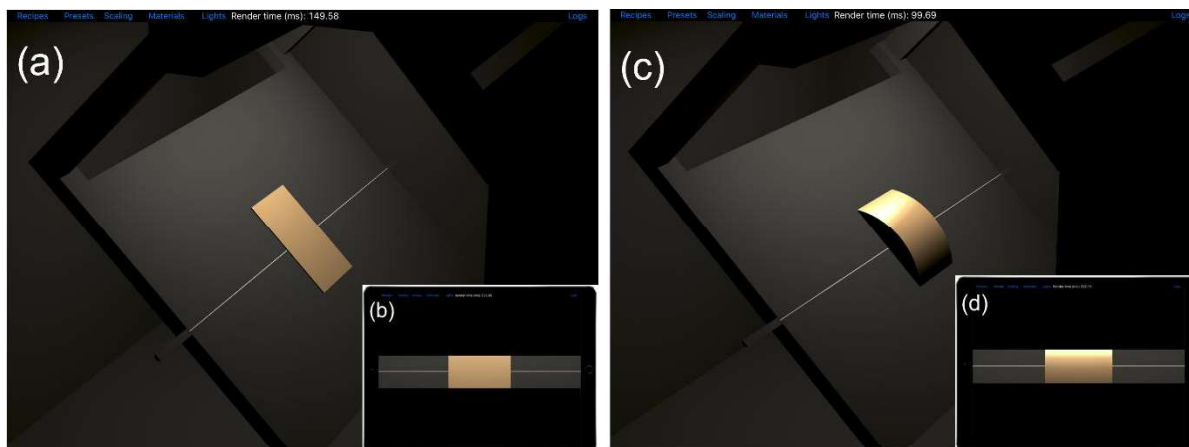 Recipes Presets Scaling Materials Lights Render time (ms): 149.58 Logs
(a)
(b)
Recipes Presets Scaling Materials Lights Render time (ms): 99.69 Logs
(c)
(d)